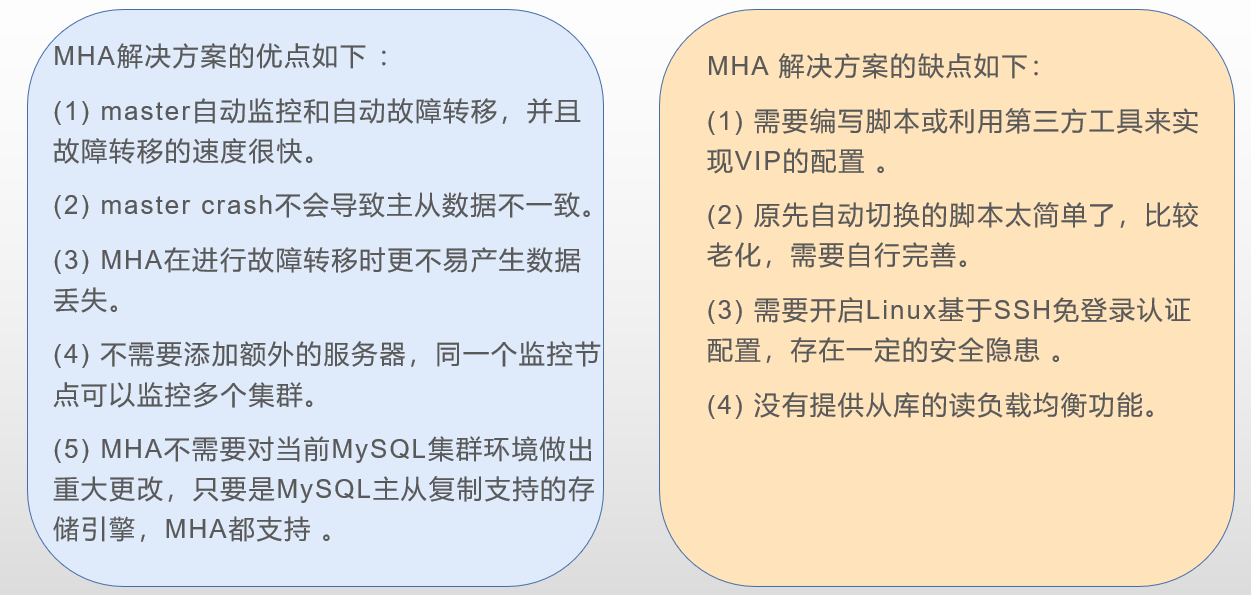 MHA解决方案的优点如下 ：
(1) master自动监控和自动故障转移，并且
故障转移的速度很快。
(2) master crash不会导致主从数据不一致。
(3) MHA在进行故障转移时更不易产生数据
丢失。
(4) 不需要添加额外的服务器，同一个监控节
点可以监控多个集群。
(5) MHA不需要对当前MySQL集群环境做出
重大更改，只要是MySQL主从复制支持的存
储引擎，MHA都支持 。
MHA 解决方案的缺点如下：
(1) 需要编写脚本或利用第三方工具来实
现VIP的配置 。
(2) 原先自动切换的脚本太简单了，比较
老化，需要自行完善。
(3) 需要开启Linux基于SSH免登录认证
配置，存在一定的安全隐患 。
(4) 没有提供从库的读负载均衡功能。